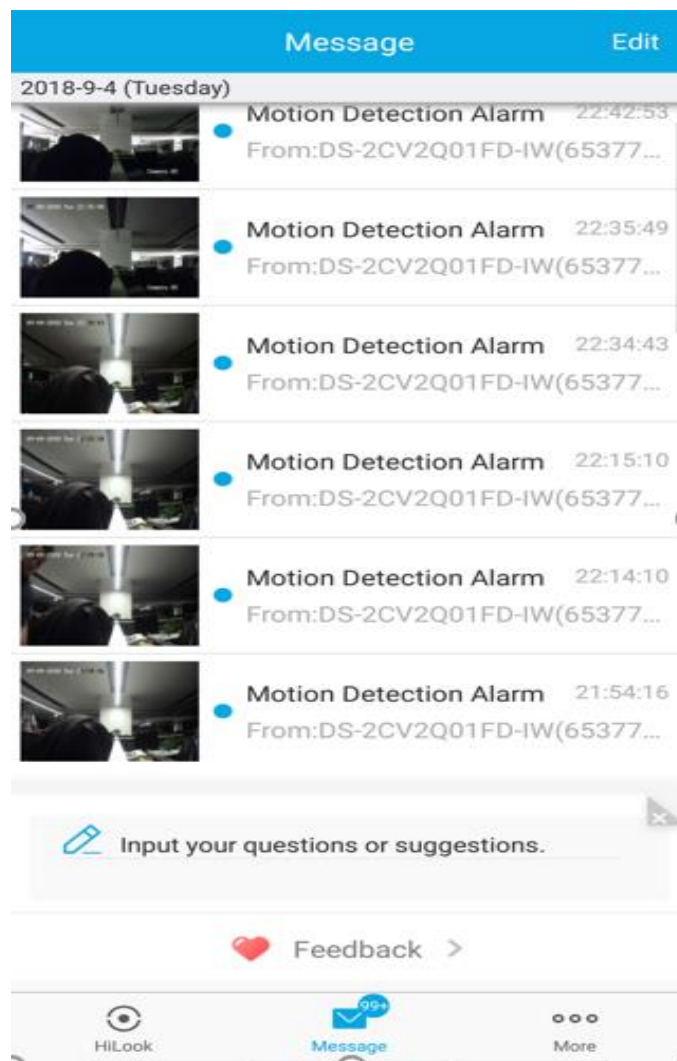 Message
Edit
2018-9-4 (Tuesday)
Motion Detection Alarm 22:42:53
From:DS-2CV2Q01FD-IW(65377...
Motion Detection Alarm 22:35:49
From:DS-2CV2Q01FD-IW(65377...
Motion Detection Alarm 22:34:43
From:DS-2CV2Q01FD-IW(65377...
Motion Detection Alarm 22:15:10
From:DS-2CV2Q01FD-IW(65377...
Motion Detection Alarm 22:14:10
From:DS-2CV2Q01FD-IW(65377...
Motion Detection Alarm 21:54:16
From:DS-2CV2Q01FD-IW(65377...
Input your questions or suggestions.
Feedback >
99+
HiLook
Message
More